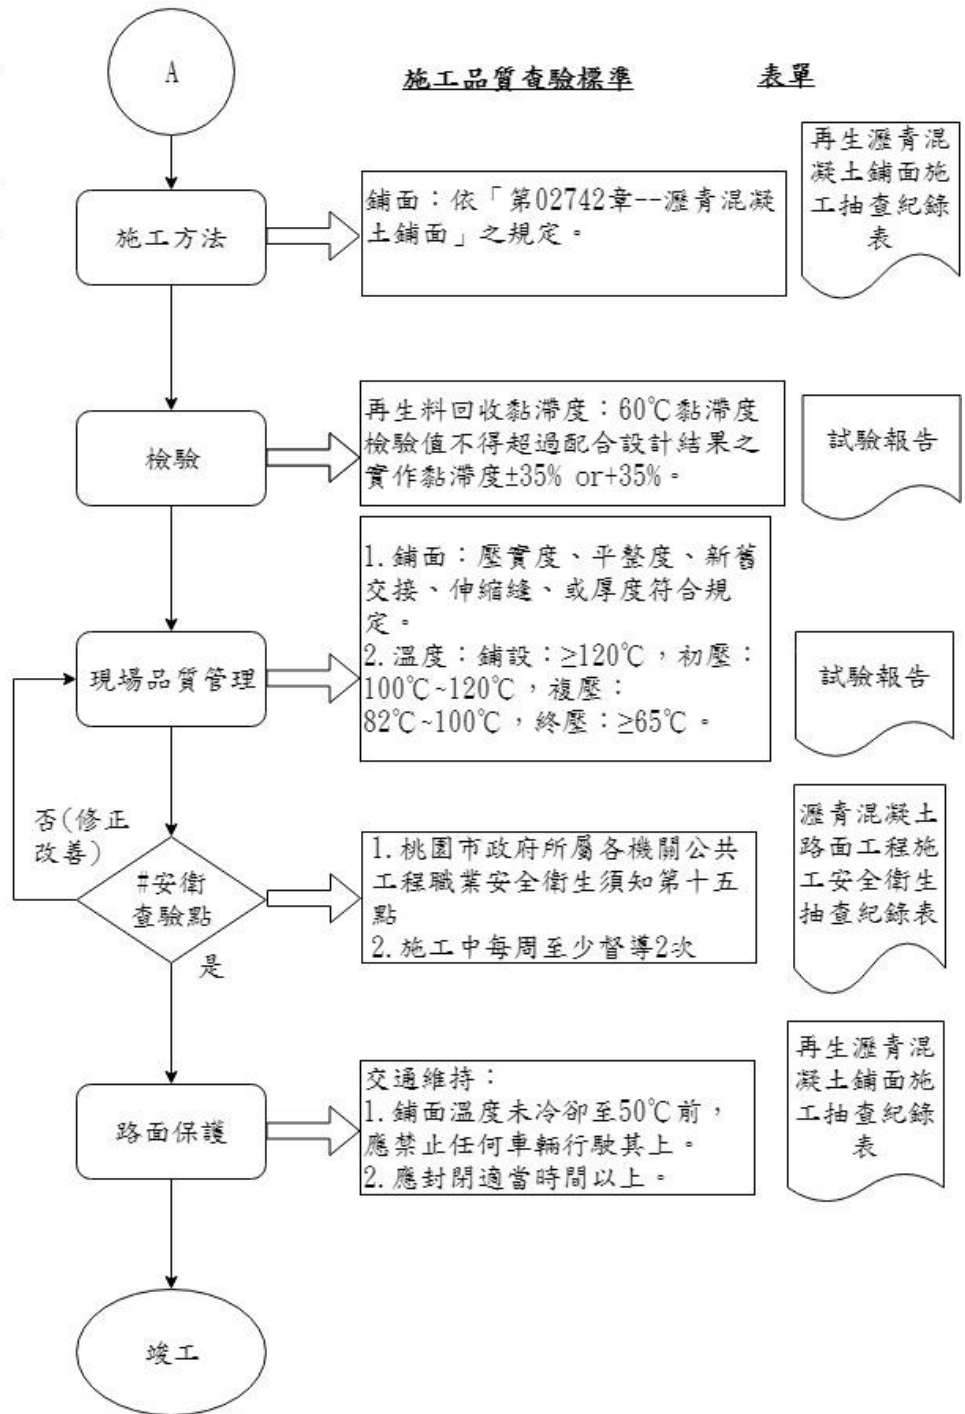 A
施工品質查驗標準
表單
施工方法
鋪面：依「第02742章--瀝青混凝
土鋪面」之規定。
再生瀝青混
凝土鋪面施
工抽查紀錄
表
檢驗
再生料回收黏滯度：60℃黏滯度
檢驗值不得超過配合設計結果之
實作黏滯度±35% or+35%。
試驗報告
現場品質管理
1.鋪面：壓實度、平整度、新舊
交接、伸縮縫、或厚度符合規
定。
2.溫度：鋪設：≥120℃，初壓：
100℃~120℃，複壓：
82℃~100℃，終壓：≥65℃。
試驗報告
否(修正
改善)
#安衛
查驗點
是
1.桃園市政府所屬各機關公共
工程職業安全衛生須知第十五
點
2.施工中每周至少督導2次
瀝青混凝土
路面工程施
工安全衛生
抽查紀錄表
路面保護
交通維持：
1.鋪面溫度未冷卻至50℃前，
應禁止任何車輛行駛其上。
2.應封閉適當時間以上。
再生瀝青混
凝土鋪面施
工抽查紀錄
表
竣工